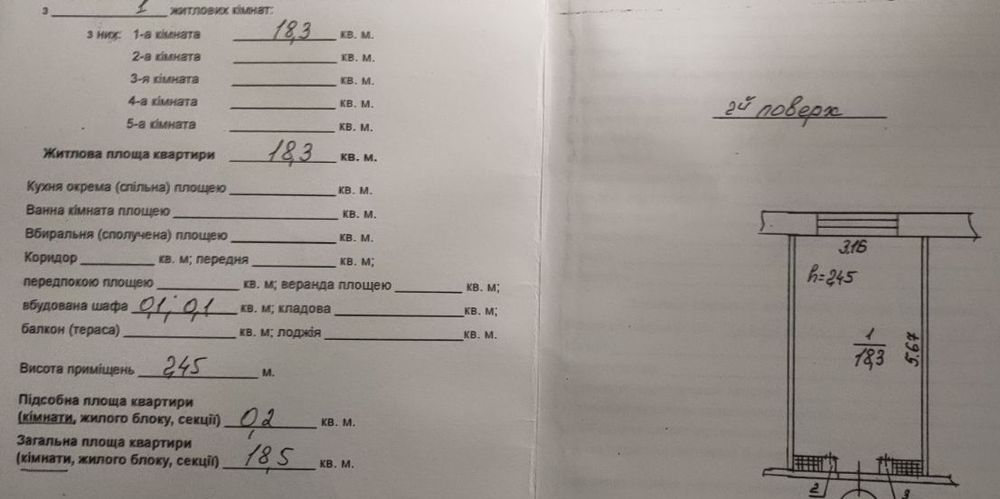 з 1 житлових кімнат:
з них: 1-а кімната 18,3 кв. м.
2-а кімната кв. м.
3-я кімната кв. м.
4-а кімната кв. м.
5-а кімната кв. м.
Житлова площа квартири 18,3 кв. м.
Кухня окрема (спільна) площею кв. м.
Ванна кімната площею кв. м.
Вбиральня (сполучена) площею кв. м.
Коридор кв. м; передня кв. м;
передпокою площею кв. м; веранда площею кв. м;
вбудована шафа 0,1; 0,1 кв. м; кладова кв. м;
балкон (тераса) кв. м; лоджія кв. м.
Висота приміщень 2,45 м.
Підсобна площа квартири
(кімнати, жилого блоку, секції) 0,2 кв. м.
Загальна площа квартири
(кімнати, жилого блоку, секції) 18,5 кв. м.
2й поверх
3.16
h=2,45
1
18,3
5.67
2 3